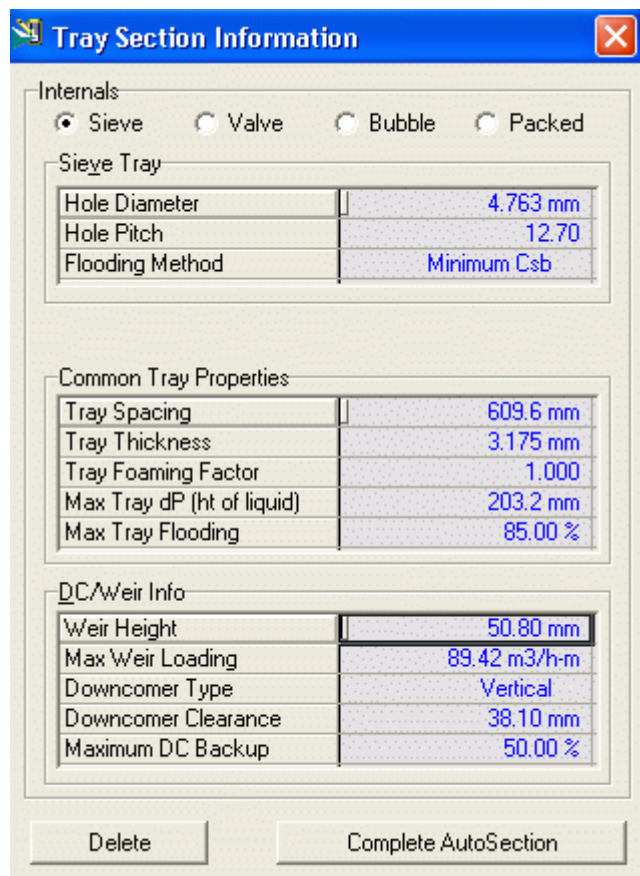 Tray Section Information
Internals
Sieve Valve Bubble Packed
Sieve Tray
Hole Diameter 4.763 mm
Hole Pitch 12.70
Flooding Method Minimum Csb
Common Tray Properties
Tray Spacing 609.6 mm
Tray Thickness 3.175 mm
Tray Foaming Factor 1.000
Max Tray dP (ht of liquid) 203.2 mm
Max Tray Flooding 85.00 %
DC/Weir Info
Weir Height 50.80 mm
Max Weir Loading 89.42 m3/h-m
Downcomer Type Vertical
Downcomer Clearance 38.10 mm
Maximum DC Backup 50.00 %
Delete Complete AutoSection